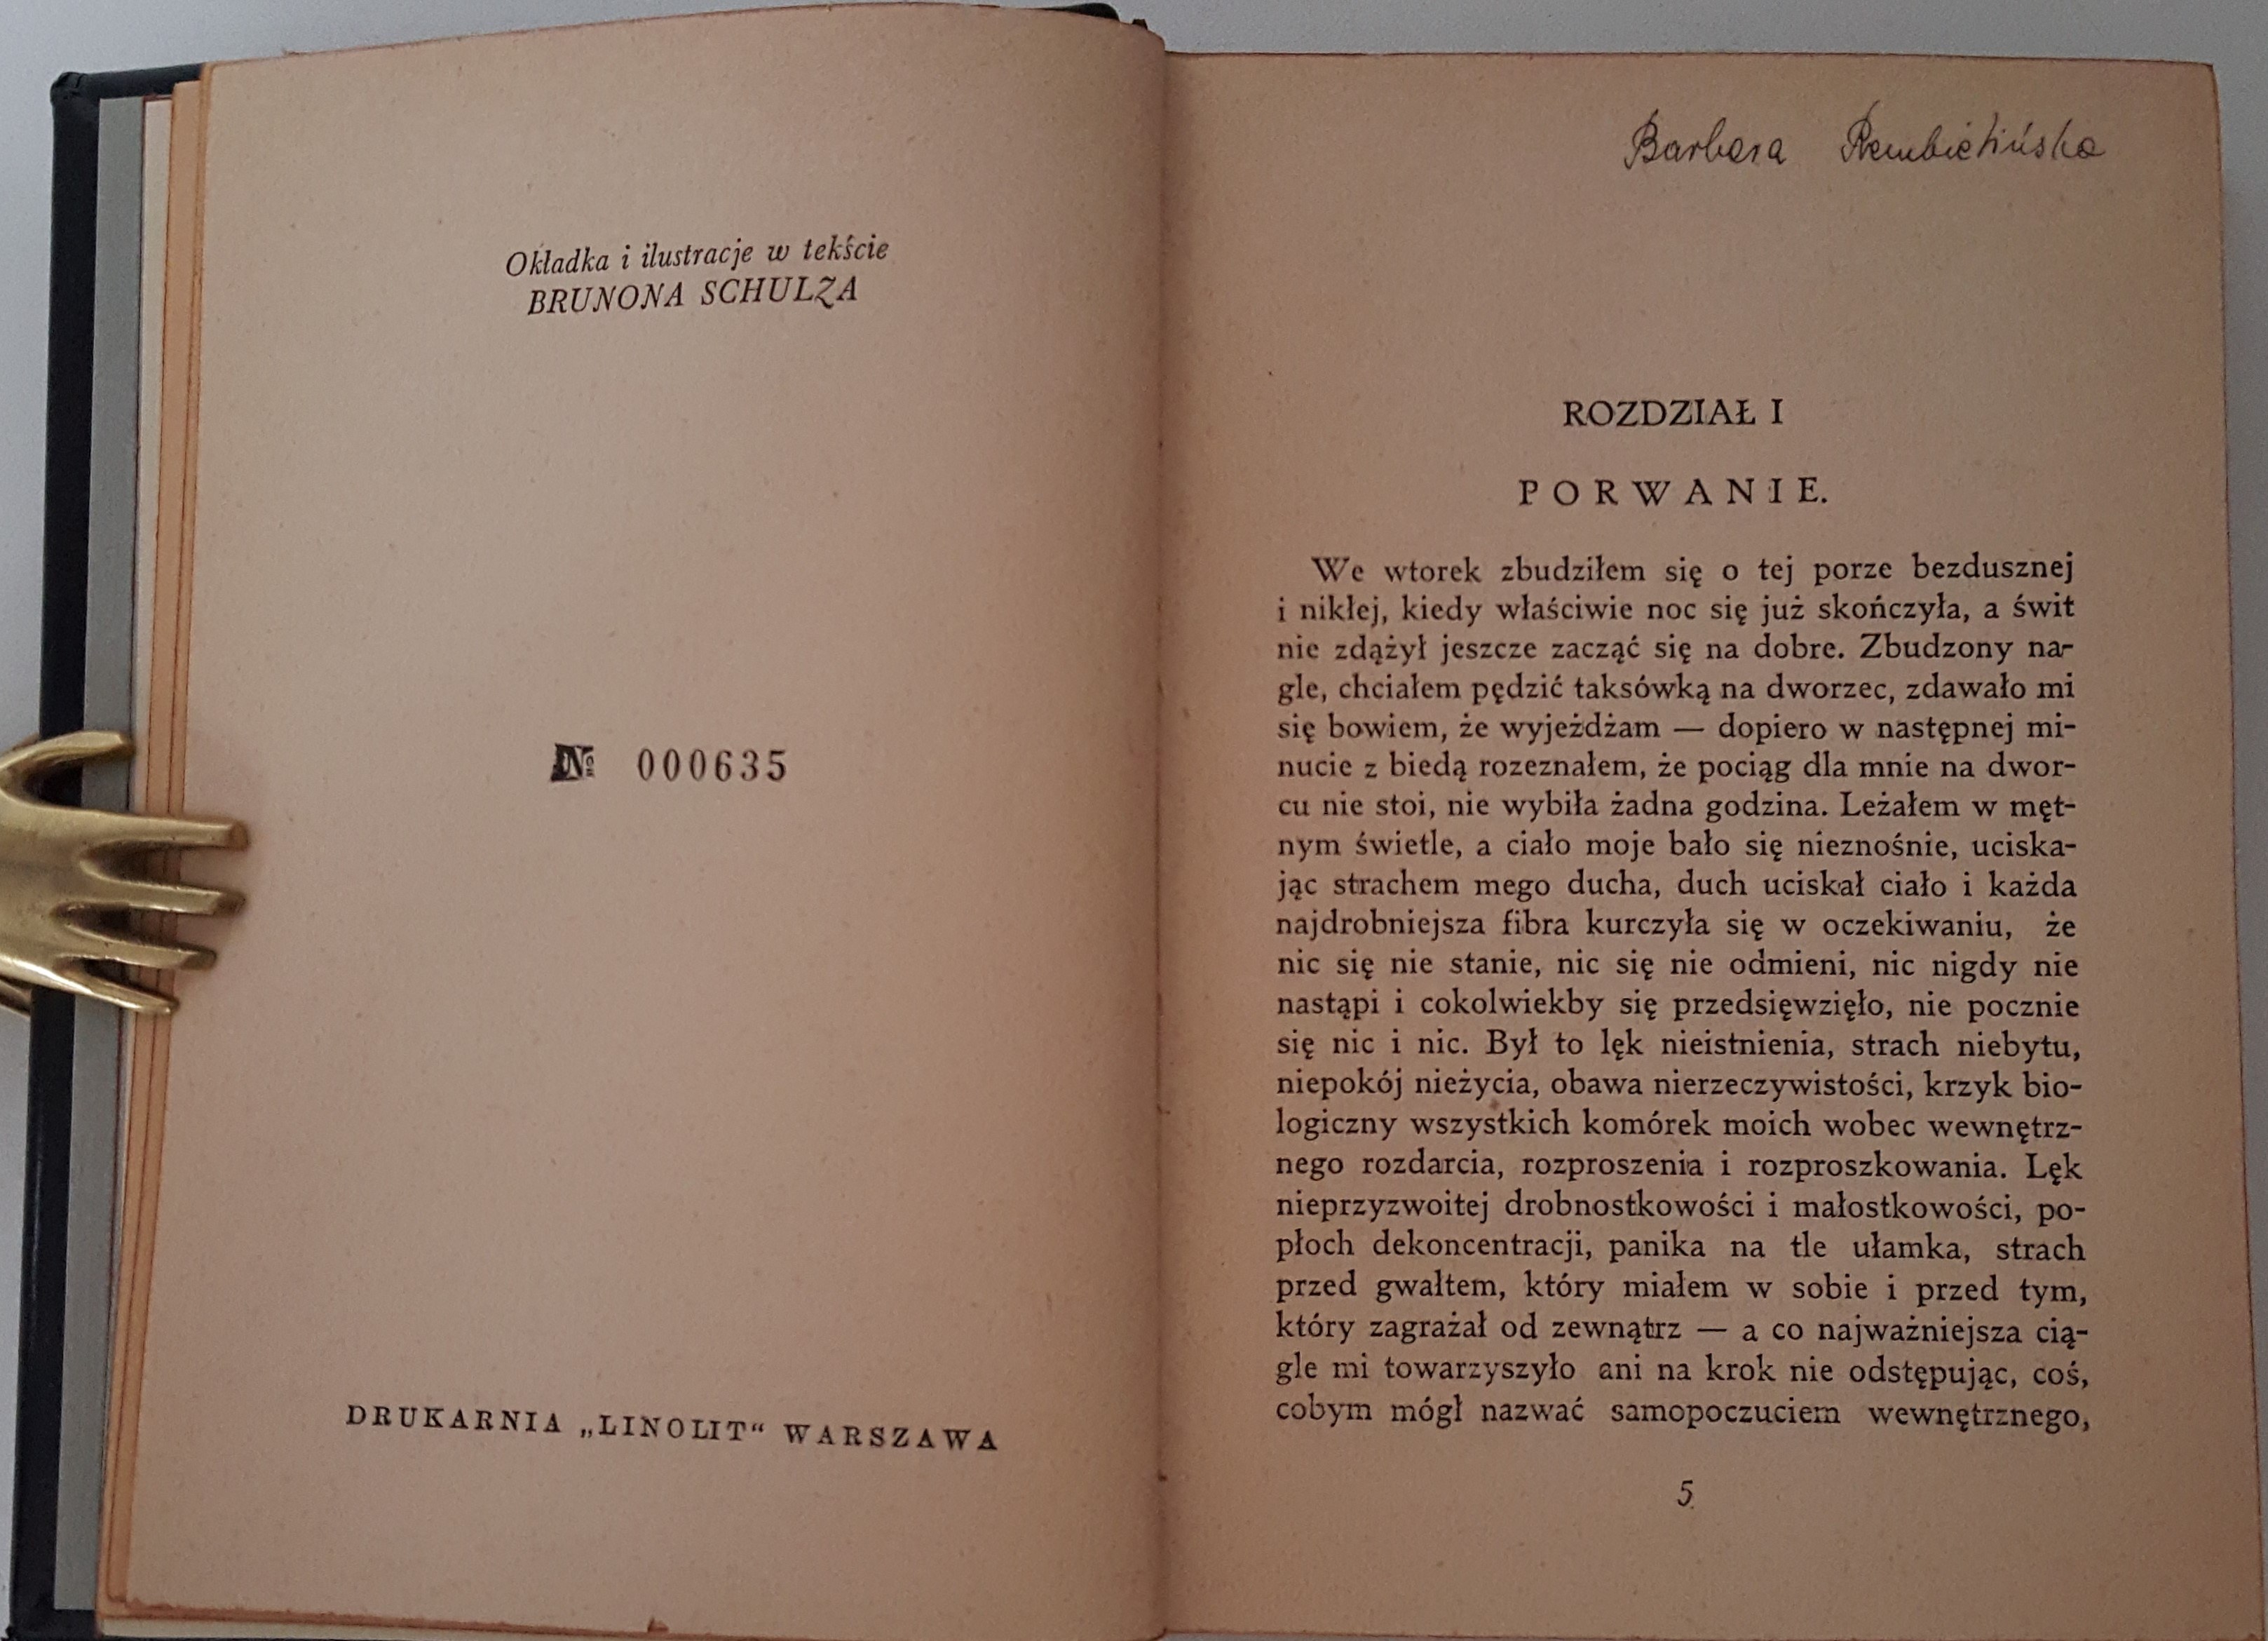 Okładka i ilustracje w tekście
BRUNONA SCHULZA
№ 000635
DRUKARNIA „LINOLIT“ WARSZAWA
Barbara
ROZDZIAŁ I
PORWANIE.
We wtorek zbudziłem się o tej porze bezdusznej
i nikłej, kiedy właściwie noc się już skończyła, a świt
nie zdążył jeszcze zacząć się na dobre. Zbudzony na-
gle, chciałem pędzić taksówką na dworzec, zdawało mi
się bowiem, że wyjeżdżam — dopiero w następnej mi-
nucie z biedą rozeznałem, że pociąg dla mnie na dwor-
cu nie stoi, nie wybiła żadna godzina. Leżałem w męt-
nym świetle, a ciało moje bało się nieznośnie, uciska-
jąc strachem mego ducha, duch uciskał ciało i każda
najdrobniejsza fibra kurczyła się w oczekiwaniu, że
nic się nie stanie, nic się nie odmieni, nic nigdy nie
nastąpi i cokolwiekby się przedsięwzięło, nie pocznie
się nic i nic. Był to lęk nieistnienia, strach niebytu,
niepokój nieżycia, obawa nierzeczywistości, krzyk bio-
logiczny wszystkich komórek moich wobec wewnętrz-
nego rozdarcia, rozproszenia i rozproszkowania. Lęk
nieprzyzwoitej drobnostkowości i małostkowości, po-
płoch dekoncentracji, panika na tle ułamka, strach
przed gwałtem, który miałem w sobie i przed tym,
który zagrażał od zewnątrz — a co najważniejsza cią-
gle mi towarzyszyło ani na krok nie odstępując, coś,
cobym mógł nazwać samopoczuciem wewnętrznego,
5